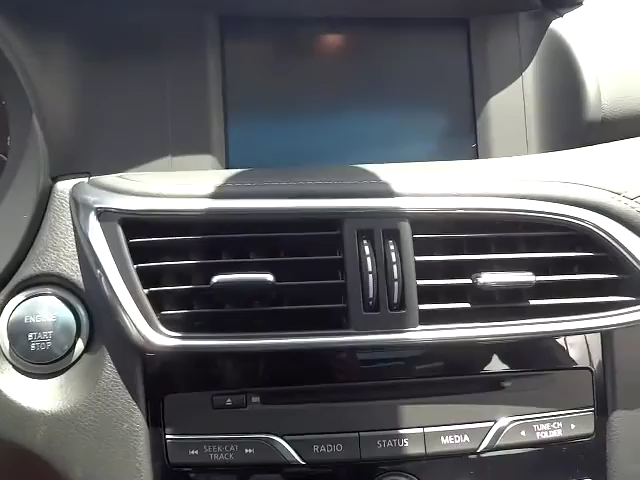 ENGINE
START
STOP
SEEK·CAT
TRACK
RADIO
STATUS
MEDIA
TUNE·CH
FOLDER